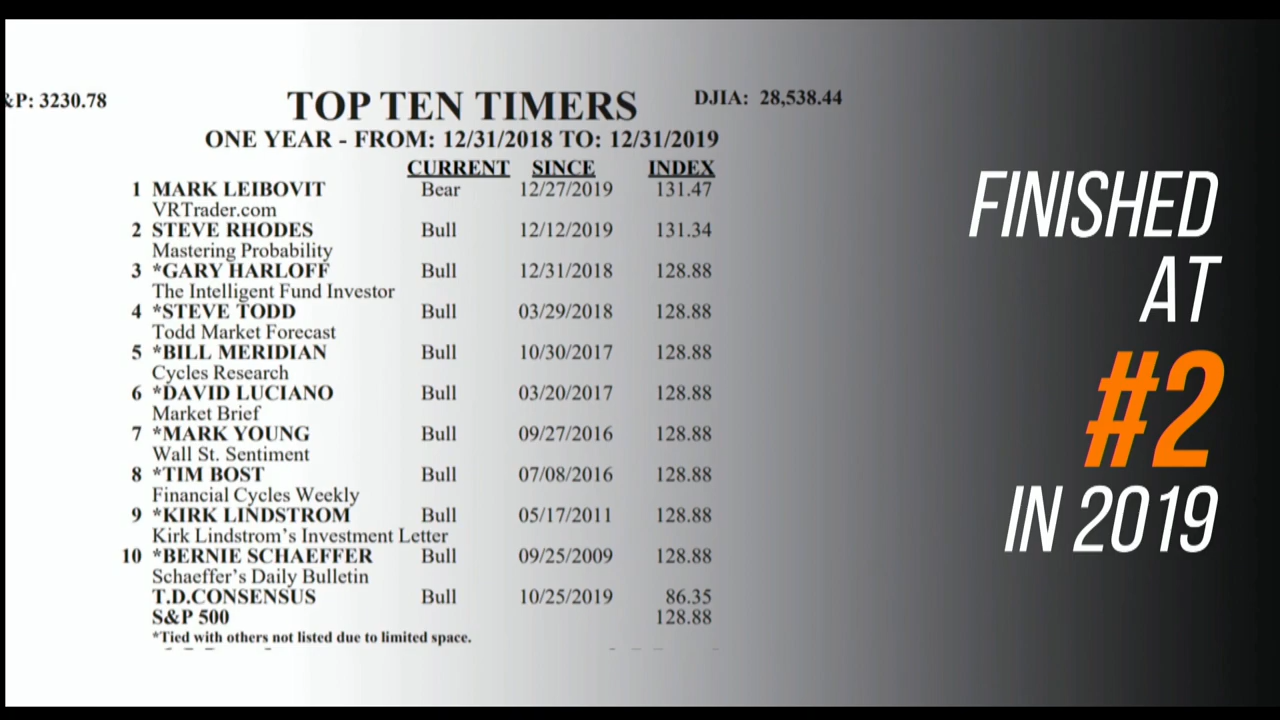 &P: 3230.78
TOP TEN TIMERS
DJIA: 28,538.44
ONE YEAR - FROM: 12/31/2018 TO: 12/31/2019
CURRENT SINCE INDEX
1 MARK LEIBOVIT Bear 12/27/2019 131.47
VRTrader.com
2 STEVE RHODES Bull 12/12/2019 131.34
Mastering Probability
3 *GARY HARLOFF Bull 12/31/2018 128.88
The Intelligent Fund Investor
4 *STEVE TODD Bull 03/29/2018 128.88
Todd Market Forecast
5 *BILL MERIDIAN Bull 10/30/2017 128.88
Cycles Research
6 *DAVID LUCIANO Bull 03/20/2017 128.88
Market Brief
7 *MARK YOUNG Bull 09/27/2016 128.88
Wall St. Sentiment
8 *TIM BOST Bull 07/08/2016 128.88
Financial Cycles Weekly
9 *KIRK LINDSTROM Bull 05/17/2011 128.88
Kirk Lindstrom's Investment Letter
10 *BERNIE SCHAEFFER Bull 09/25/2009 128.88
Schaeffer's Daily Bulletin
T.D.CONSENSUS Bull 10/25/2019 86.35
S&P 500 128.88
*Tied with others not listed due to limited space.
FINISHED
AT
#2
IN 2019